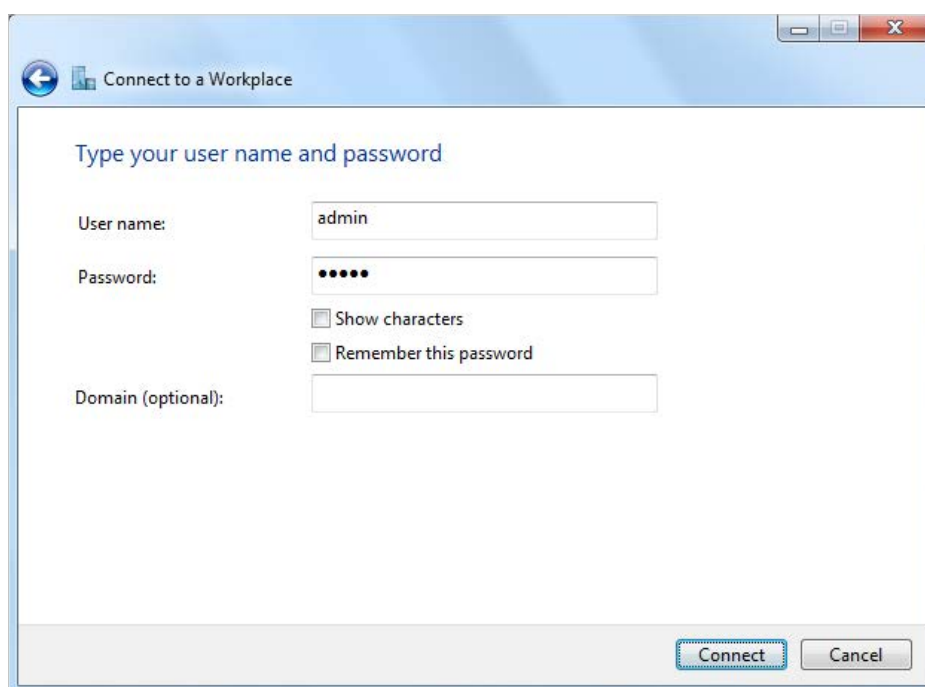 Connect to a Workplace
Type your user name and password
User name:
admin
Password:
•••••
Show characters
Remember this password
Domain (optional):
Connect
Cancel